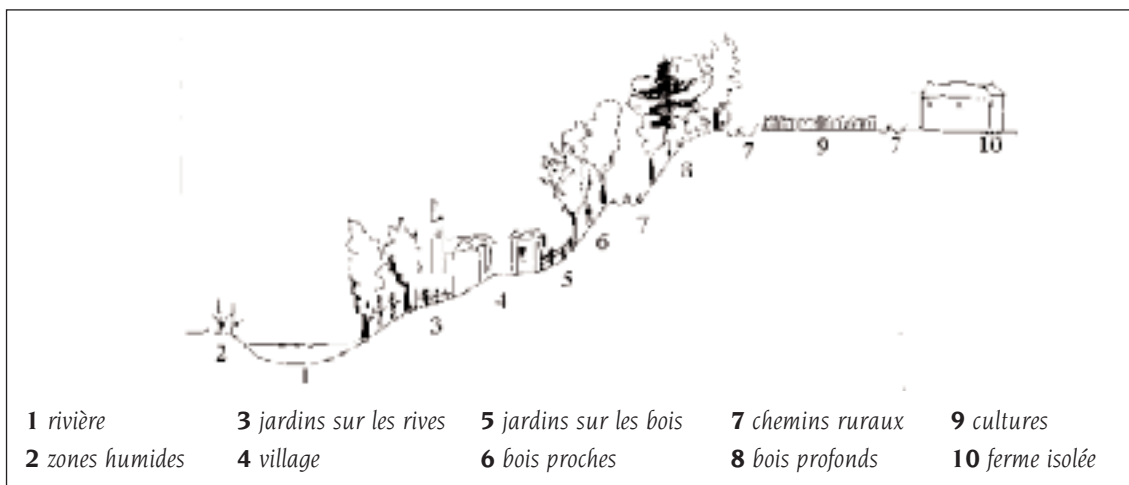 7 9 7 10
8
7
6
5
4
3
2
1
1 rivière 3 jardins sur les rives 5 jardins sur les bois 7 chemins ruraux 9 cultures
2 zones humides 4 village 6 bois proches 8 bois profonds 10 ferme isolée